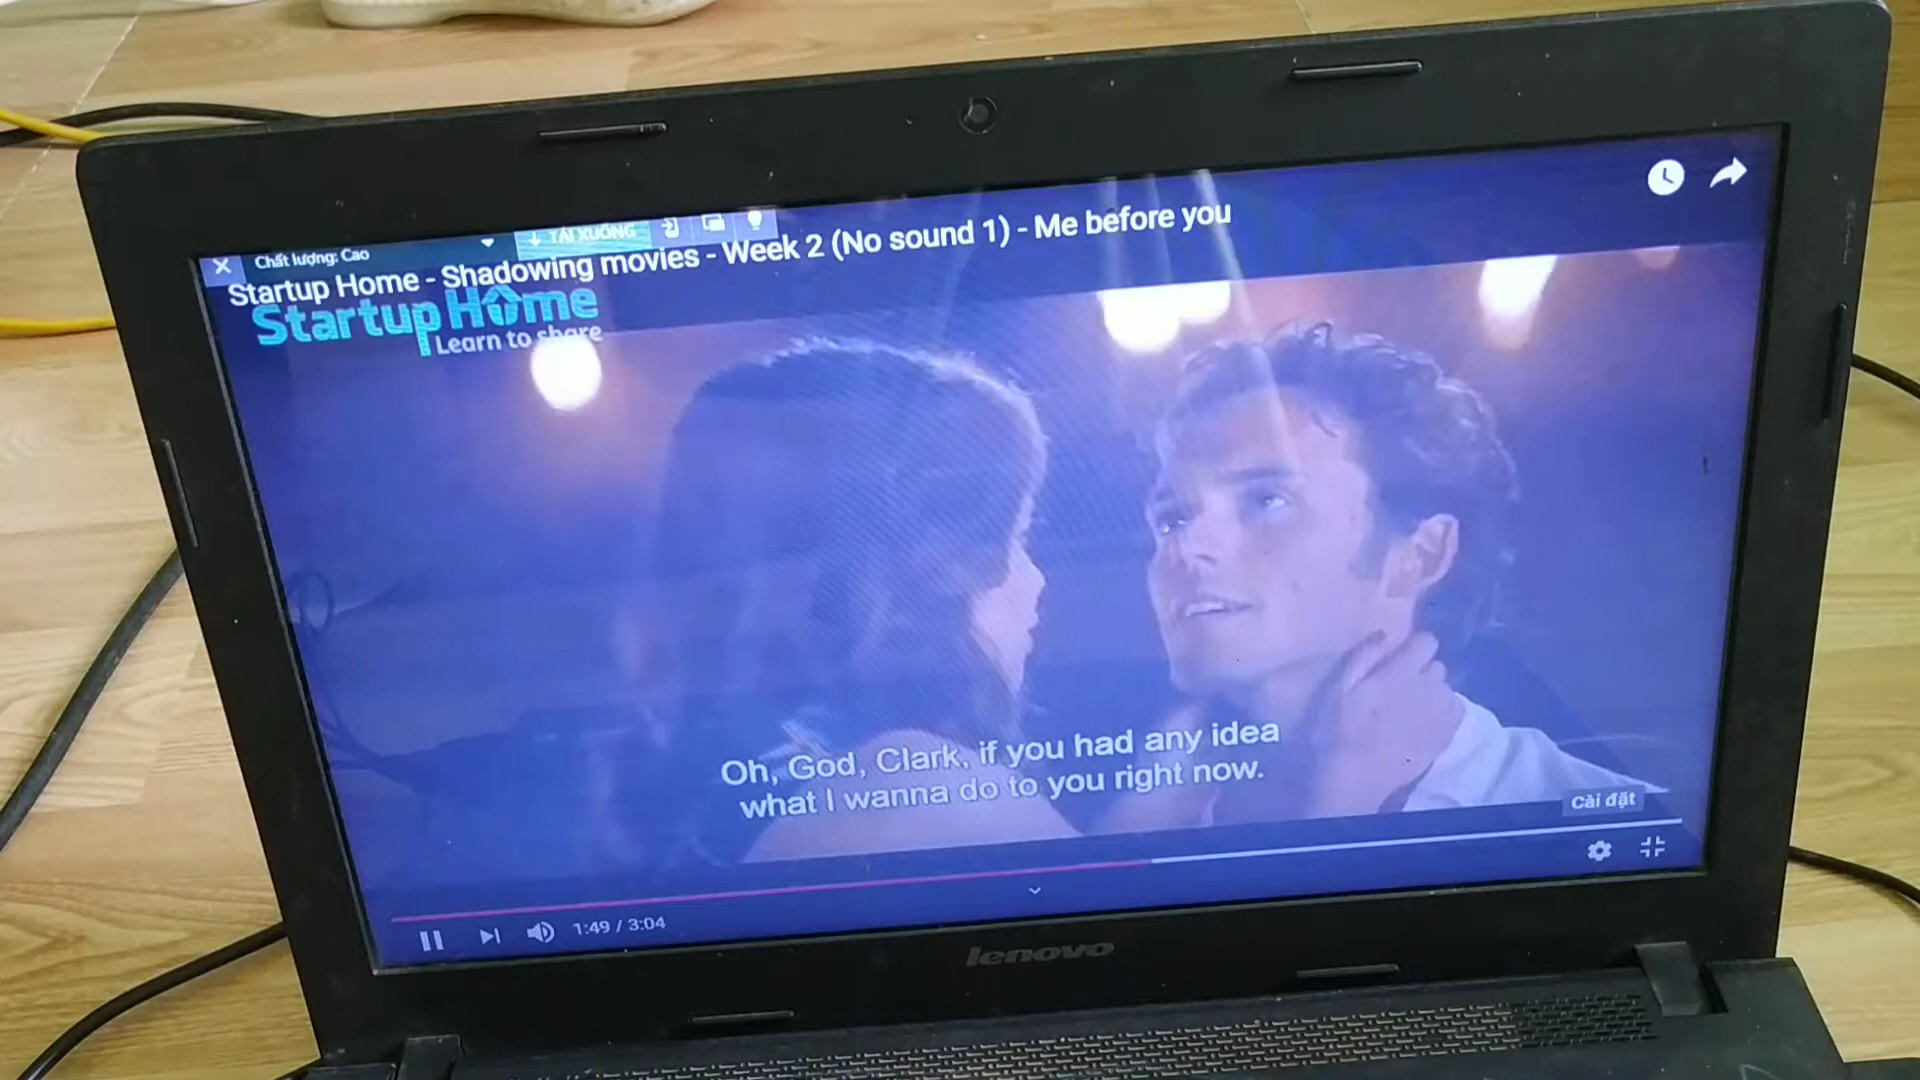 Chất lượng: Cao
TẢI XUỐNG
Startup Home - Shadowing movies - Week 2 (No sound 1) - Me before you
StartupHome
Learn to share
Oh, God, Clark, if you had any idea
what I wanna do to you right now.
Cài đặt
1:49 / 3:04
lenovo